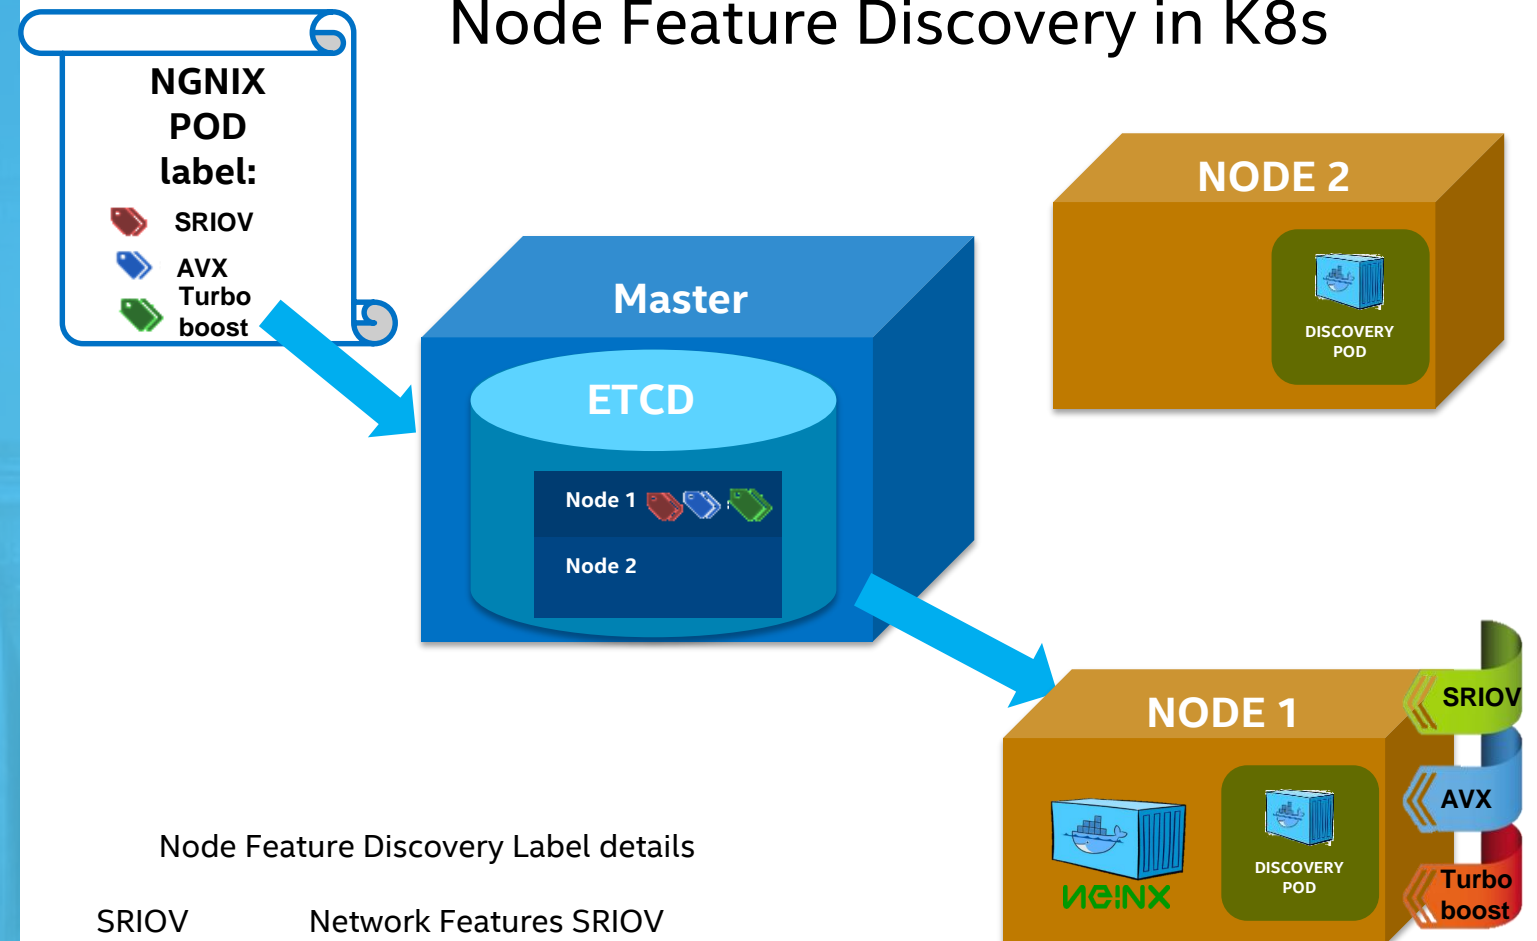 Node Feature Discovery in K8s
NGNIX
POD
label:
SRIOV
AVX
Turbo
boost
Master
ETCD
Node 1
Node 2
NODE 2
DISCOVERY
POD
NODE 1
NGINX
DISCOVERY
POD
SRIOV
AVX
Turbo
boost
Node Feature Discovery Label details
SRIOV Network Features SRIOV